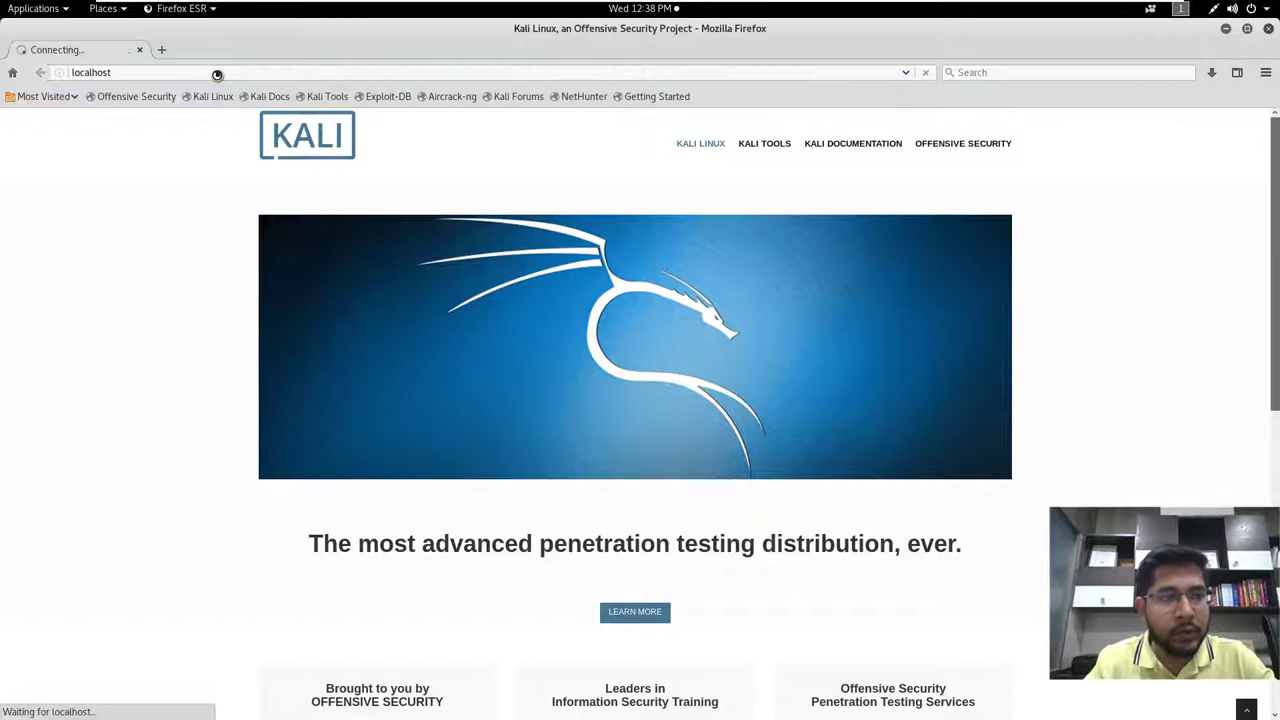 Applications
Places
Firefox ESR
Wed 12:38 PM
1
Kali Linux, an Offensive Security Project - Mozilla Firefox
Connecting...
localhost
Search
Most Visited
Offensive Security
Kali Linux
Kali Docs
Kali Tools
Exploit-DB
Aircrack-ng
Kali Forums
NetHunter
Getting Started
KALI
KALI LINUX
KALI TOOLS
KALI DOCUMENTATION
OFFENSIVE SECURITY
The most advanced penetration testing distribution, ever.
LEARN MORE
Brought to you by
OFFENSIVE SECURITY
Leaders in
Information Security Training
Offensive Security
Penetration Testing Services
Waiting for localhost...